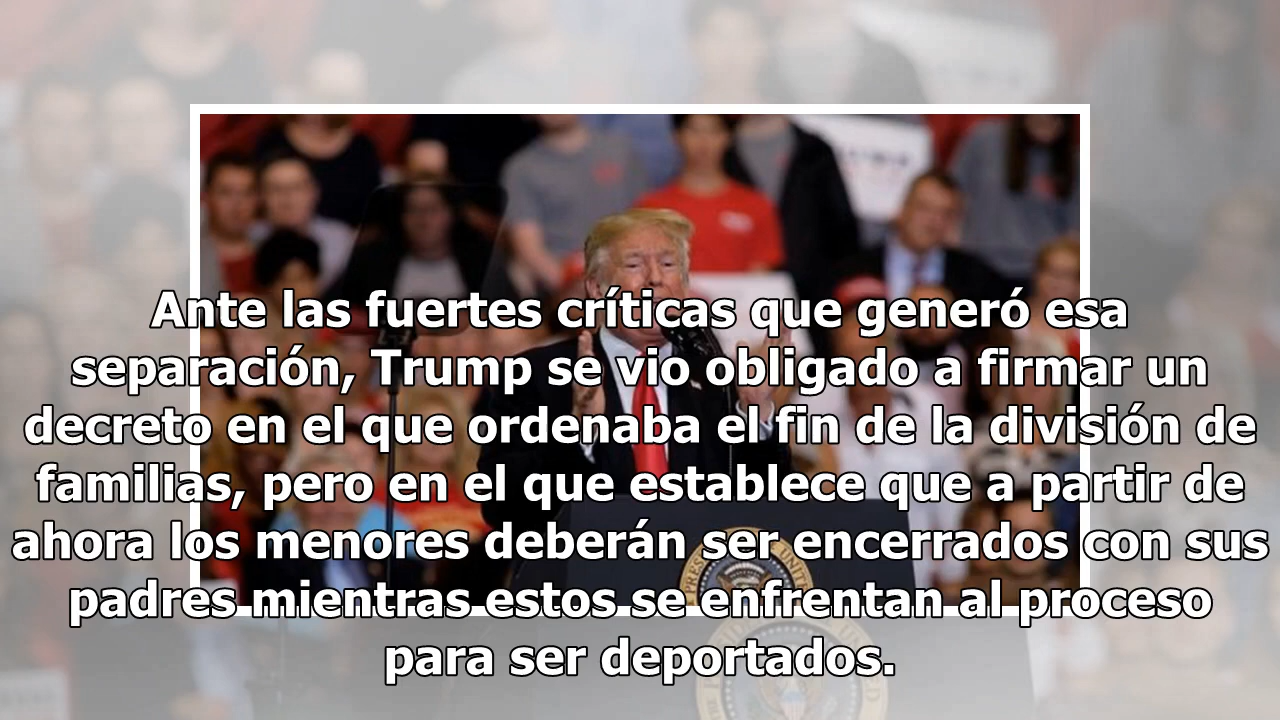 Ante las fuertes críticas que generó esa
separación, Trump se vio obligado a firmar un
decreto en el que ordenaba el fin de la división de
familias, pero en el que establece que a partir de
ahora los menores deberán ser encerrados con sus
padres mientras estos se enfrentan al proceso
para ser deportados.